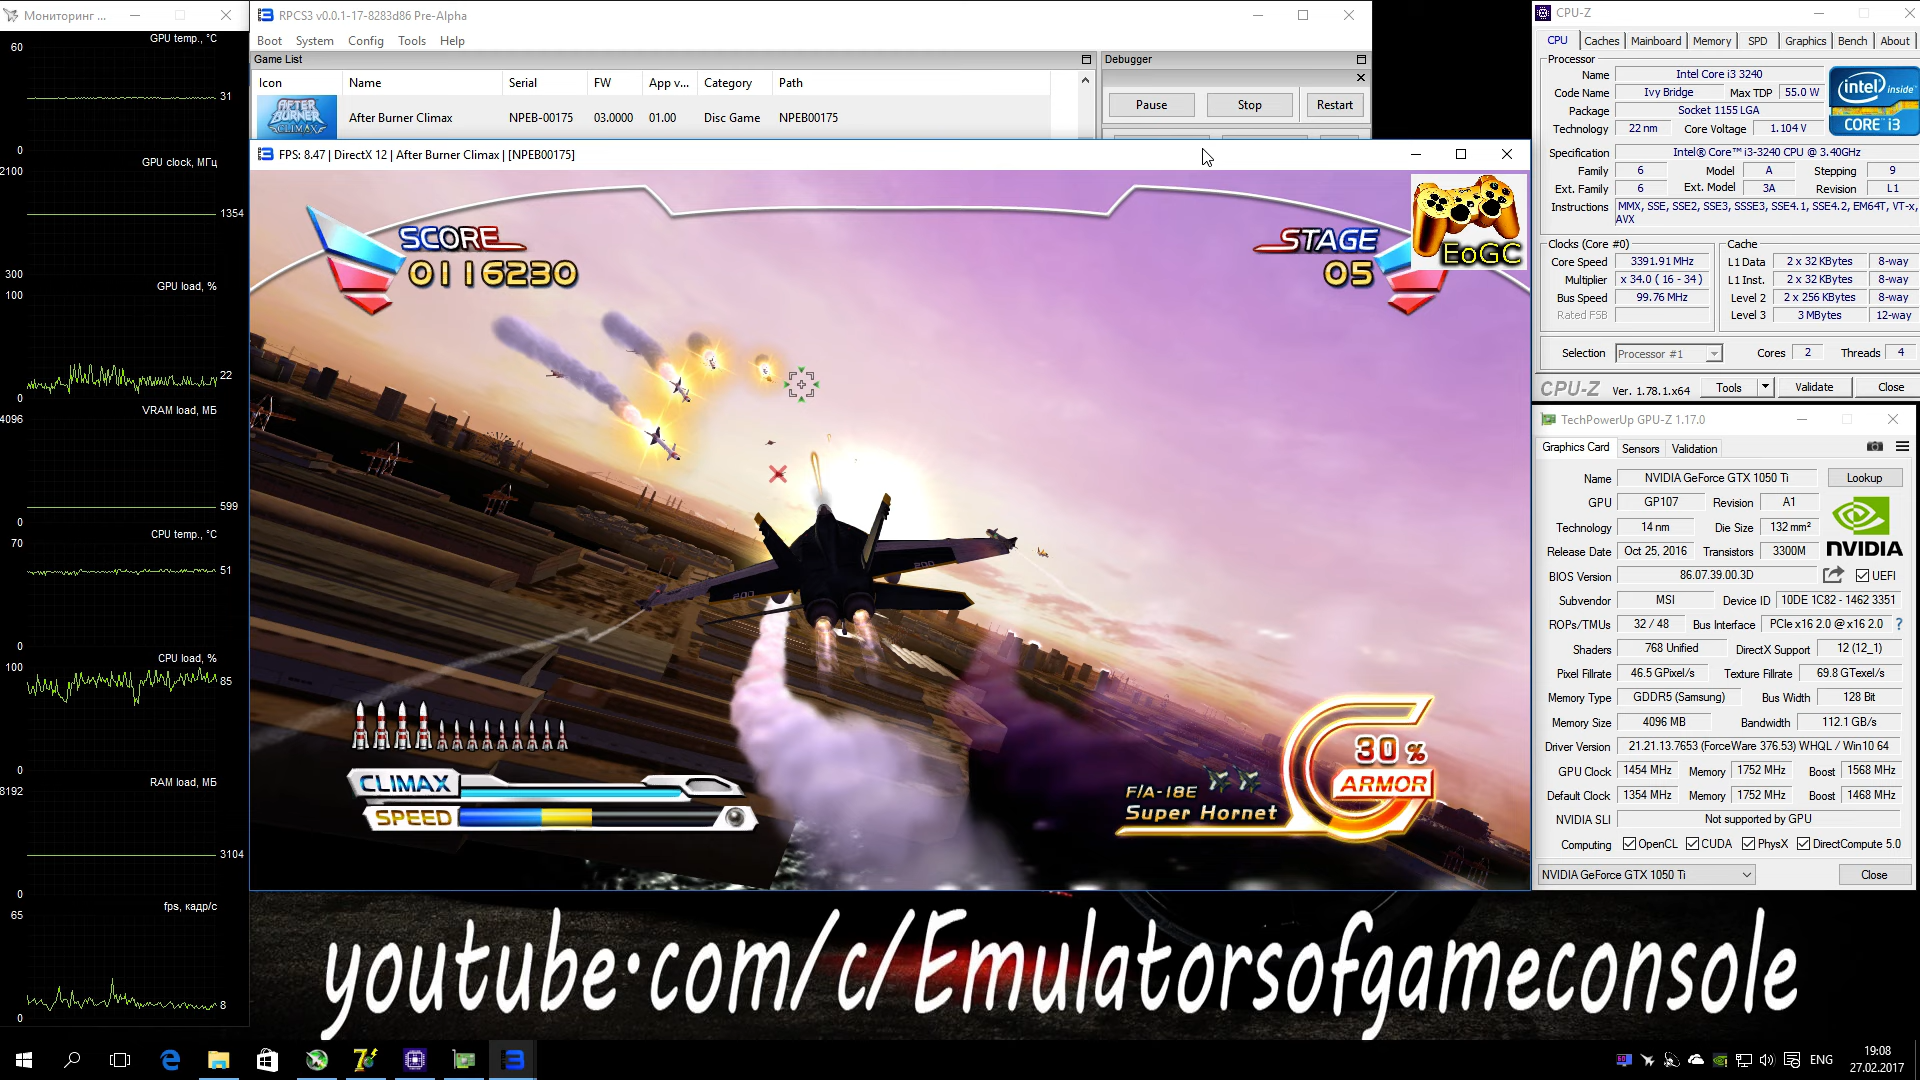 Мониторинг ...
GPU temp., °C
60
31
0
GPU clock, МГц
2100
1354
300
GPU load, %
100
22
0
VRAM load, МБ
4096
599
0
CPU temp., °C
70
51
0
CPU load, %
100
85
0
RAM load, МБ
8192
3104
0
fps, кадр/с
65
8
0
RPCS3 v0.0.1-17-8283d86 Pre-Alpha
Boot System Config Tools Help
Game List
Icon Name Serial FW App v... Category Path
AFTER BURNER CLIMAX
After Burner Climax NPEB-00175 03.0000 01.00 Disc Game NPEB00175
Debugger
Pause Stop Restart
FPS: 8.47 | DirectX 12 | After Burner Climax | [NPEB00175]
SCORE
0116230
STAGE
05
EoGC
200
200
CLIMAX
SPEED
F/A-18E
Super Hornet
30 %
ARMOR
CPU-Z
CPU Caches Mainboard Memory SPD Graphics Bench About
Processor
Name Intel Core i3 3240
Code Name Ivy Bridge Max TDP 55.0 W
Package Socket 1155 LGA
Technology 22 nm Core Voltage 1.104 V
intel inside
CORE i3
Specification Intel® Core™ i3-3240 CPU @ 3.40GHz
Family 6 Model A Stepping 9
Ext. Family 6 Ext. Model 3A Revision L1
Instructions MMX, SSE, SSE2, SSE3, SSSE3, SSE4.1, SSE4.2, EM64T, VT-x,
AVX
Clocks (Core #0)
Core Speed 3391.91 MHz
Multiplier x 34.0 ( 16 - 34 )
Bus Speed 99.76 MHz
Rated FSB
Cache
L1 Data 2 x 32 KBytes 8-way
L1 Inst. 2 x 32 KBytes 8-way
Level 2 2 x 256 KBytes 8-way
Level 3 3 MBytes 12-way
Selection Processor #1 Cores 2 Threads 4
CPU-Z Ver. 1.78.1.x64 Tools Validate Close
TechPowerUp GPU-Z 1.17.0
Graphics Card Sensors Validation
Name NVIDIA GeForce GTX 1050 Ti Lookup
GPU GP107 Revision A1
Technology 14 nm Die Size 132 mm²
Release Date Oct 25, 2016 Transistors 3300M
NVIDIA
BIOS Version 86.07.39.00.3D UEFI
Subvendor MSI Device ID 10DE 1C82 - 1462 3351
ROPs/TMUs 32 / 48 Bus Interface PCIe x16 2.0 @ x16 2.0 ?
Shaders 768 Unified DirectX Support 12 (12_1)
Pixel Fillrate 46.5 GPixel/s Texture Fillrate 69.8 GTexel/s
Memory Type GDDR5 (Samsung) Bus Width 128 Bit
Memory Size 4096 MB Bandwidth 112.1 GB/s
Driver Version 21.21.13.7653 (ForceWare 376.53) WHQL / Win10 64
GPU Clock 1454 MHz Memory 1752 MHz Boost 1568 MHz
Default Clock 1354 MHz Memory 1752 MHz Boost 1468 MHz
NVIDIA SLI Not supported by GPU
Computing OpenCL CUDA PhysX DirectCompute 5.0
NVIDIA GeForce GTX 1050 Ti Close
youtube.com/c/Emulatorsofgameconsole
ENG
19:08
27.02.2017